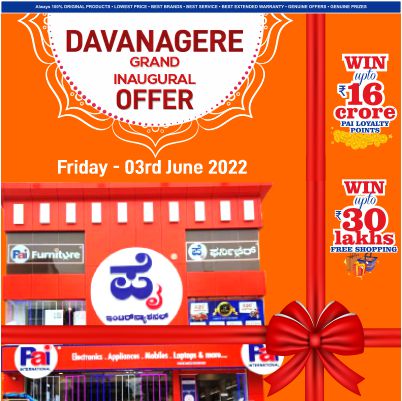 Always 100% ORIGINAL PRODUCTS • LOWEST PRICE • BEST BRANDS • BEST SERVICE • BEST EXTENDED WARRANTY • GENUINE OFFERS • GENUINE PRIZES
DAVANAGERE
GRAND
INAUGURAL
OFFER
Friday - 03rd June 2022
WIN
upto
₹16
crore
PAI LOYALTY
POINTS
WIN
upto
₹30
lakhs
FREE SHOPPING
Pai Furniture
ಪೈ
ಇಂಟರ್‌ನ್ಯಾಶನಲ್
ಪೈ ಫರ್ನಿಚರ್
Pai
INTERNATIONAL
Electronics . Appliances . Mobiles . Laptops & more....
Pai
INTERNATIONAL